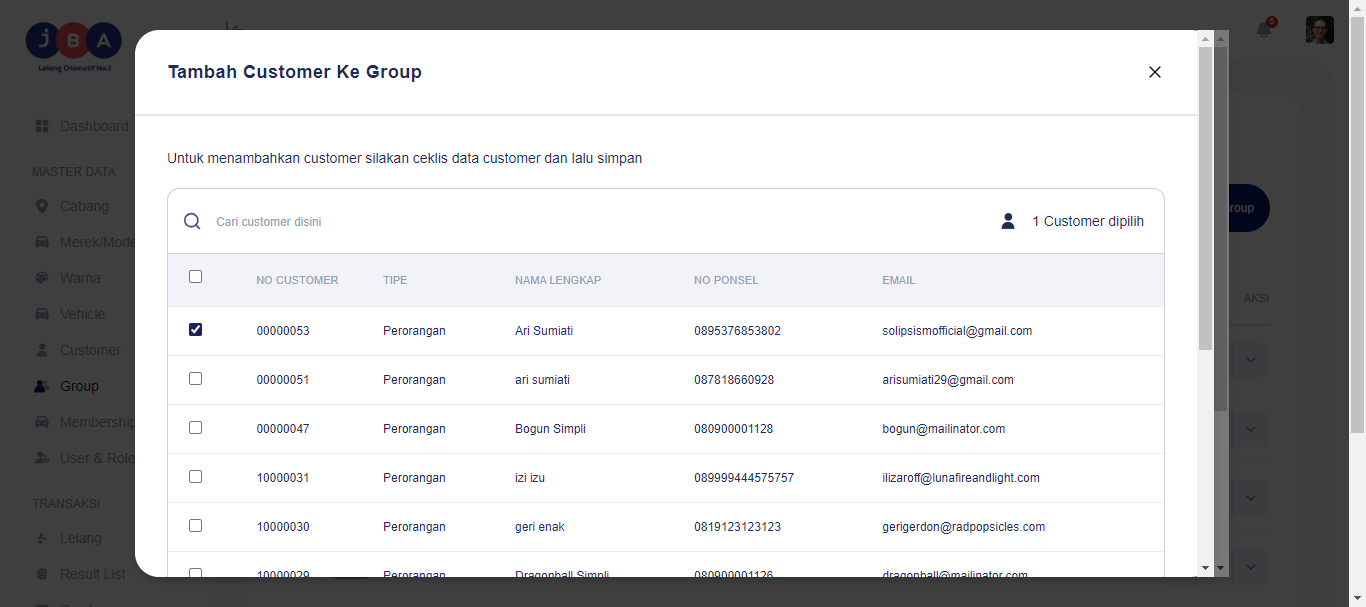 JBA
Lelang Otomotif No.1
6
Tambah Customer Ke Group
Dashboard
MASTER DATA
Untuk menambahkan customer silakan ceklis data customer dan lalu simpan
Cabang
Group
Cari customer disini
1 Customer dipilih
Merek/Mode
Warna
NO CUSTOMER TIPE NAMA LENGKAP NO PONSEL EMAIL
AKSI
Vehicle
00000053 Perorangan Ari Sumiati 0895376853802 solipsismofficial@gmail.com
Customer
00000051 Perorangan ari sumiati 087818660928 arisumiati29@gmail.com
Group
Membership
00000047 Perorangan Bogun Simpli 080900001128 bogun@mailinator.com
User & Role
10000031 Perorangan izi izu 089999444575757 ilizaroff@lunafireandlight.com
TRANSAKSI
10000030 Perorangan geri enak 0819123123123 gerigerdon@radpopsicles.com
Lelang
Result List
10000029 Perorangan Dragonball Simpli 080900001126 dragonball@mailinator.com